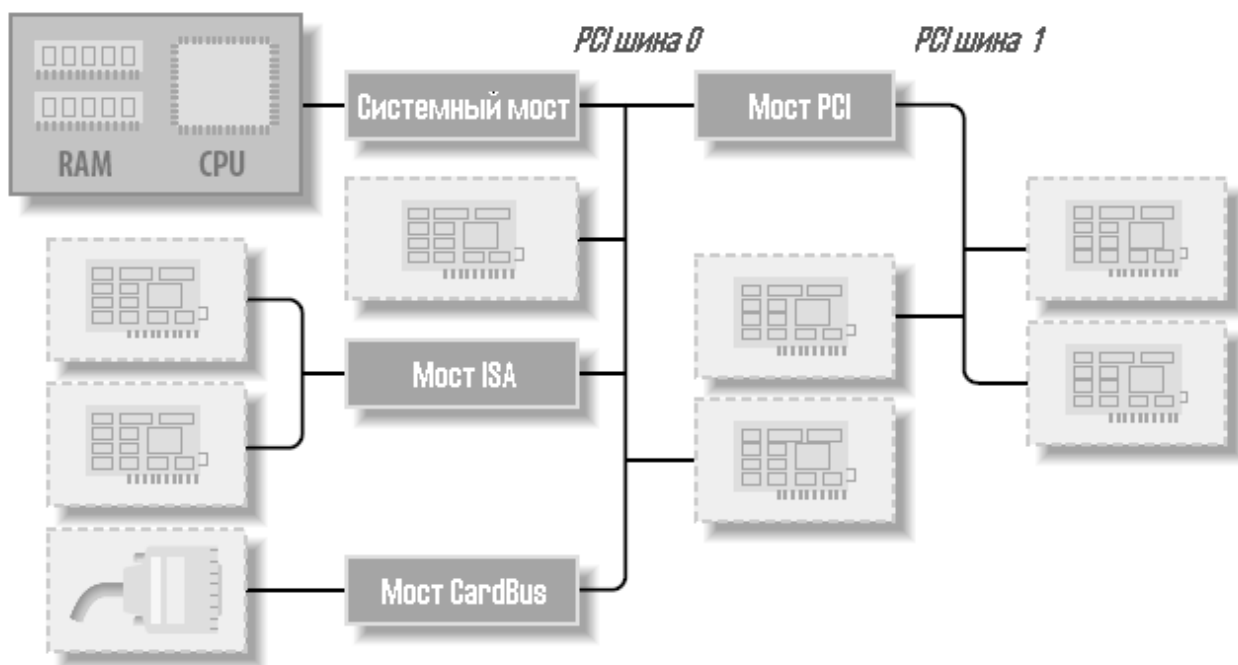 PCI шина 0
PCI шина 1
Системный мост
Мост PCI
RAM
CPU
Мост ISA
Мост CardBus